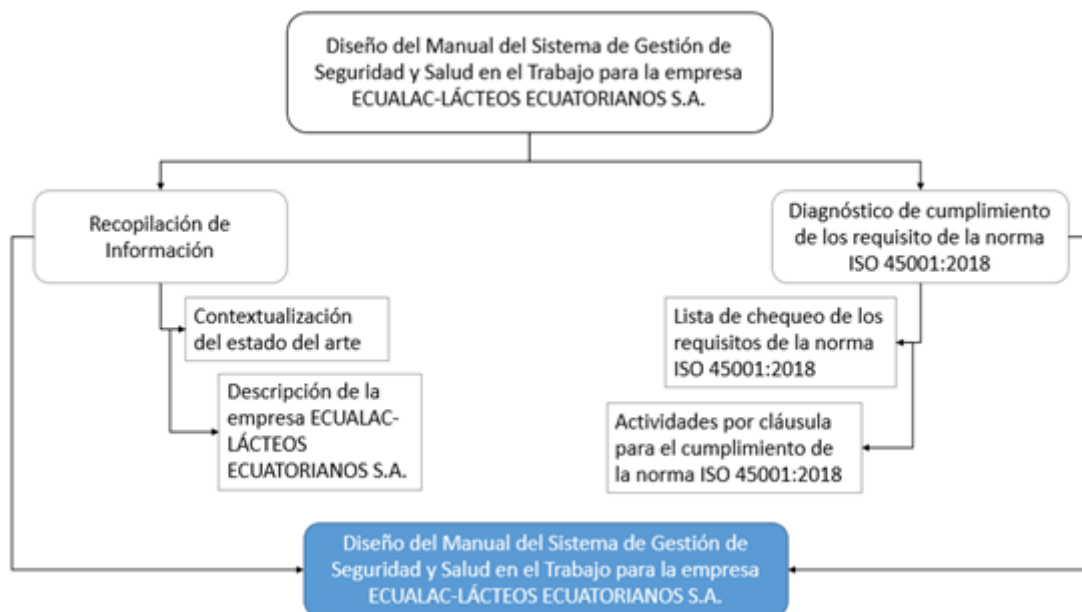 Diseño del Manual del Sistema de Gestión de
Seguridad y Salud en el Trabajo para la empresa
ECUALAC-LÁCTEOS ECUATORIANOS S.A.
Recopilación de
Información
Diagnóstico de cumplimiento
de los requisito de la norma
ISO 45001:2018
Contextualización
del estado del arte
Descripción de la
empresa ECUALAC-
LÁCTEOS
ECUATORIANOS S.A.
Lista de chequeo de los
requisitos de la norma
ISO 45001:2018
Actividades por cláusula
para el cumplimiento de
la norma ISO 45001:2018
Diseño del Manual del Sistema de Gestión de
Seguridad y Salud en el Trabajo para la empresa
ECUALAC-LÁCTEOS ECUATORIANOS S.A.